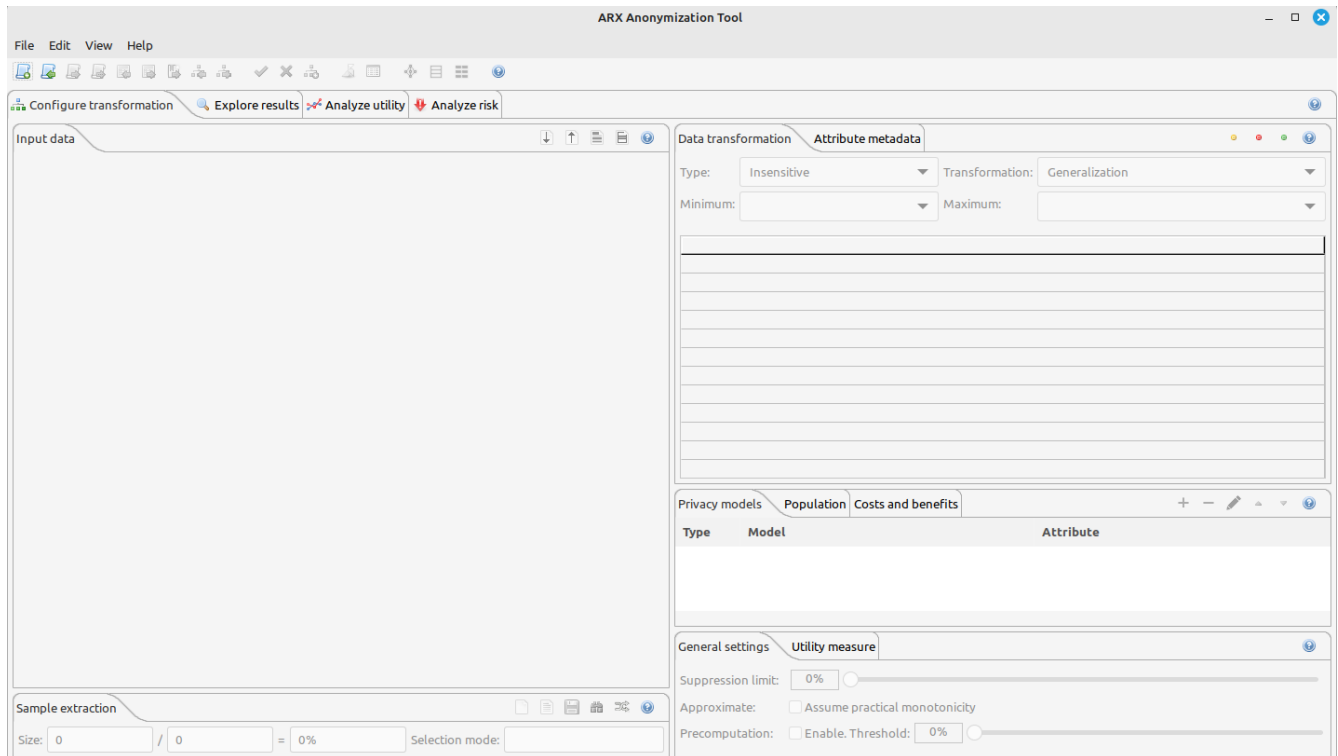 ARX Anonymization Tool
File Edit View Help
Configure transformation Explore results Analyze utility Analyze risk
Input data
Data transformation Attribute metadata
Type: Insensitive Transformation: Generalization
Minimum: Maximum:
Privacy models Population Costs and benefits
Type Model Attribute
General settings Utility measure
Suppression limit: 0%
Approximate: Assume practical monotonicity
Precomputation: Enable. Threshold: 0%
Sample extraction
Size: 0 / 0 = 0% Selection mode: